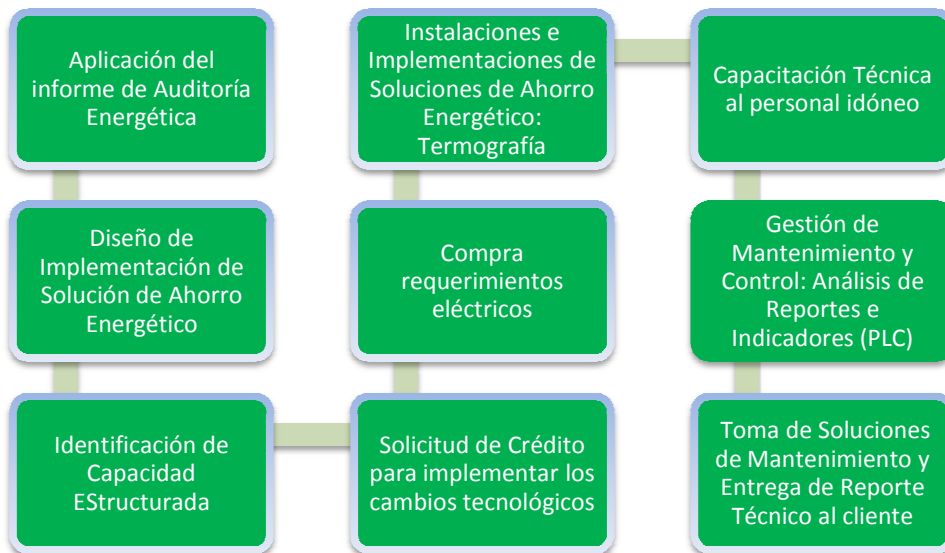 Aplicación del
informe de Auditoría
Energética
Diseño de
Implementación de
Solución de Ahorro
Energético
Identificación de
Capacidad
EStructurada
Solicitud de Crédito
para implementar los
cambios tecnológicos
Compra
requerimientos
eléctricos
Instalaciones e
Implementaciones de
Soluciones de Ahorro
Energético:
Termografía
Capacitación Técnica
al personal idóneo
Gestión de
Mantenimiento y
Control: Análisis de
Reportes e
Indicadores (PLC)
Toma de Soluciones
de Mantenimiento y
Entrega de Reporte
Técnico al cliente